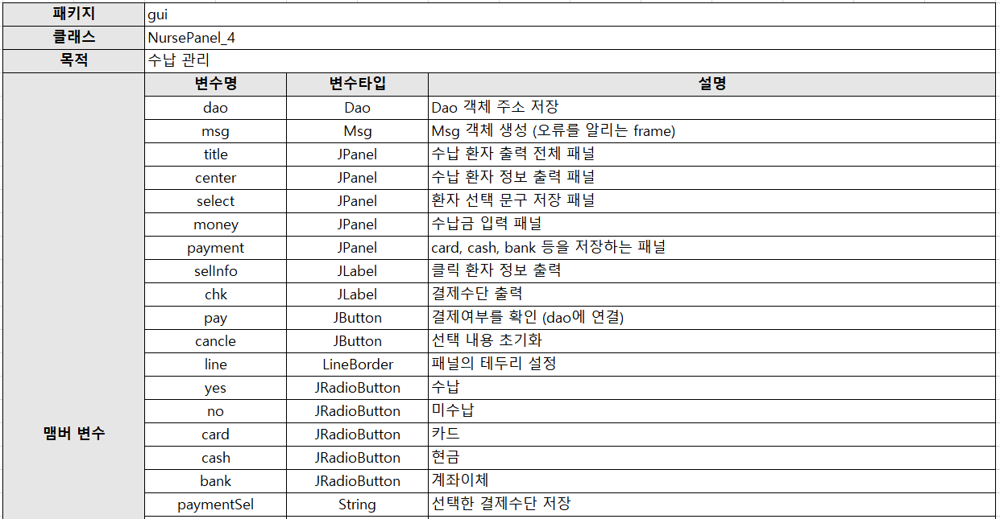 패키지 gui
클래스 NursePanel_4
목적 수납 관리
변수명 변수타입 설명
dao Dao Dao 객체 주소 저장
msg Msg Msg 객체 생성 (오류를 알리는 frame)
title JPanel 수납 환자 출력 전체 패널
center JPanel 수납 환자 정보 출력 패널
select JPanel 환자 선택 문구 저장 패널
money JPanel 수납금 입력 패널
payment JPanel card, cash, bank 등을 저장하는 패널
selInfo JLabel 클릭 환자 정보 출력
chk JLabel 결제수단 출력
pay JButton 결제여부를 확인 (dao에 연결)
cancle JButton 선택 내용 초기화
line LineBorder 패널의 테두리 설정
yes JRadioButton 수납
no JRadioButton 미수납
맴버 변수 card JRadioButton 카드
cash JRadioButton 현금
bank JRadioButton 계좌이체
paymentSel String 선택한 결제수단 저장